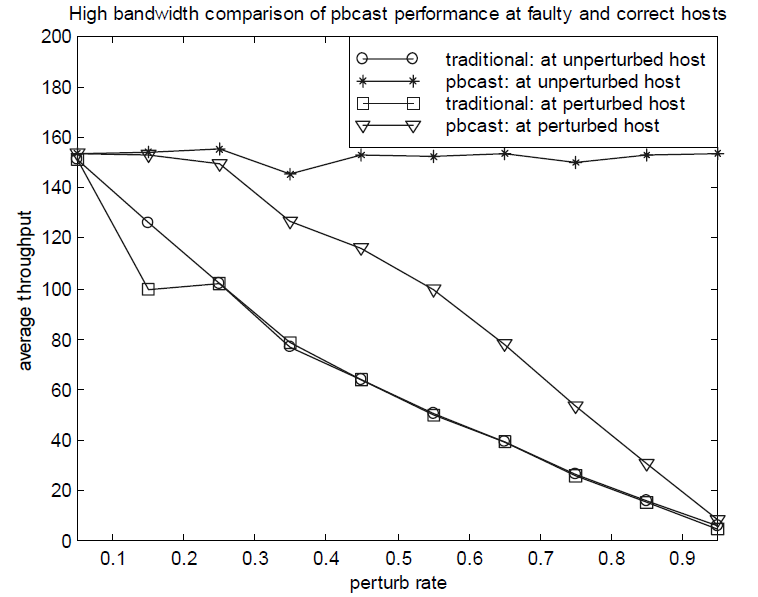 High bandwidth comparison of pbcast performance at faulty and correct hosts
200
180
160
140
120
100
80
60
40
20
0
average throughput
traditional: at unperturbed host
pbcast: at unperturbed host
traditional: at perturbed host
pbcast: at perturbed host
0.1 0.2 0.3 0.4 0.5 0.6 0.7 0.8 0.9
perturb rate